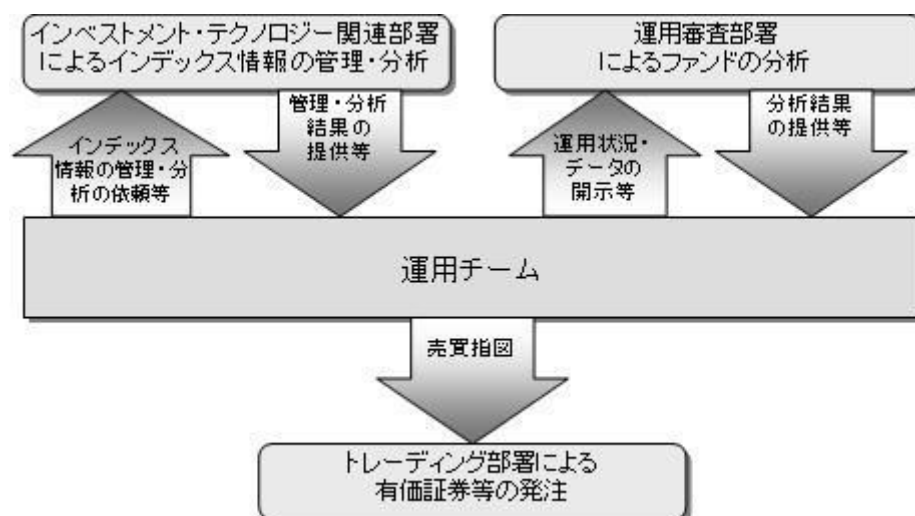 インベストメント・テクノロジー関連部署
によるインデックス情報の管理・分析
運用審査部署
によるファンドの分析
インデックス
情報の管理・分
析の依頼等
管理・分析
結果の
提供等
運用状況・
データの
開示等
分析結果
の提供等
運用チーム
売買指図
トレーディング部署による
有価証券等の発注